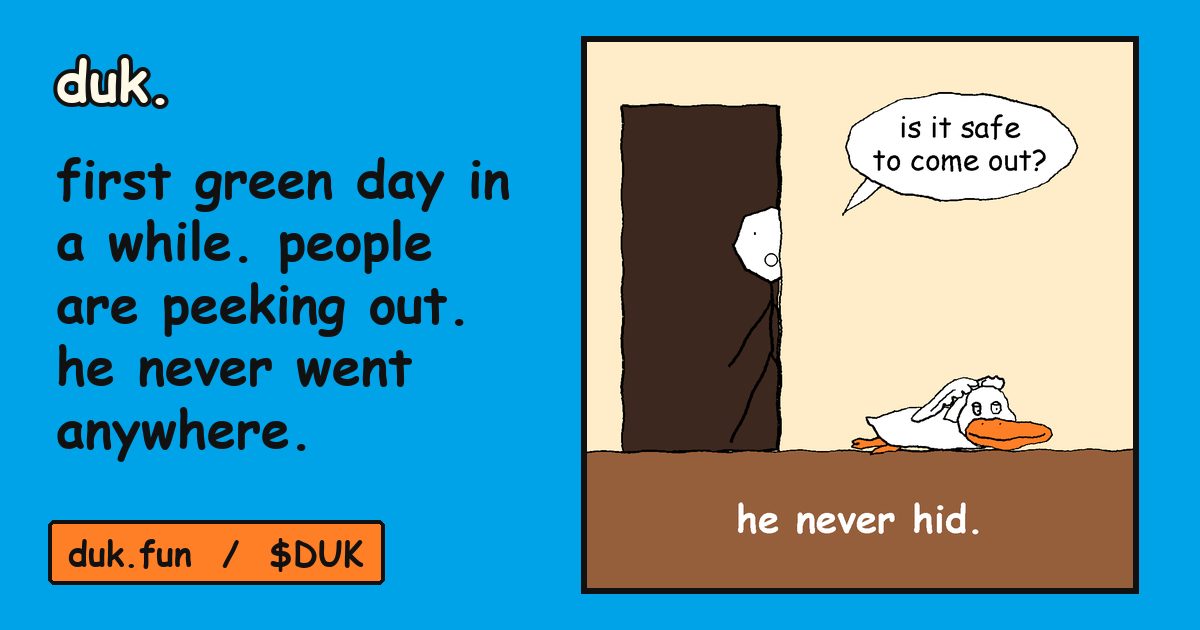 duk.
first green day in
a while. people
are peeking out.
he never went
anywhere.
duk.fun / $DUK
is it safe
to come out?
he never hid.